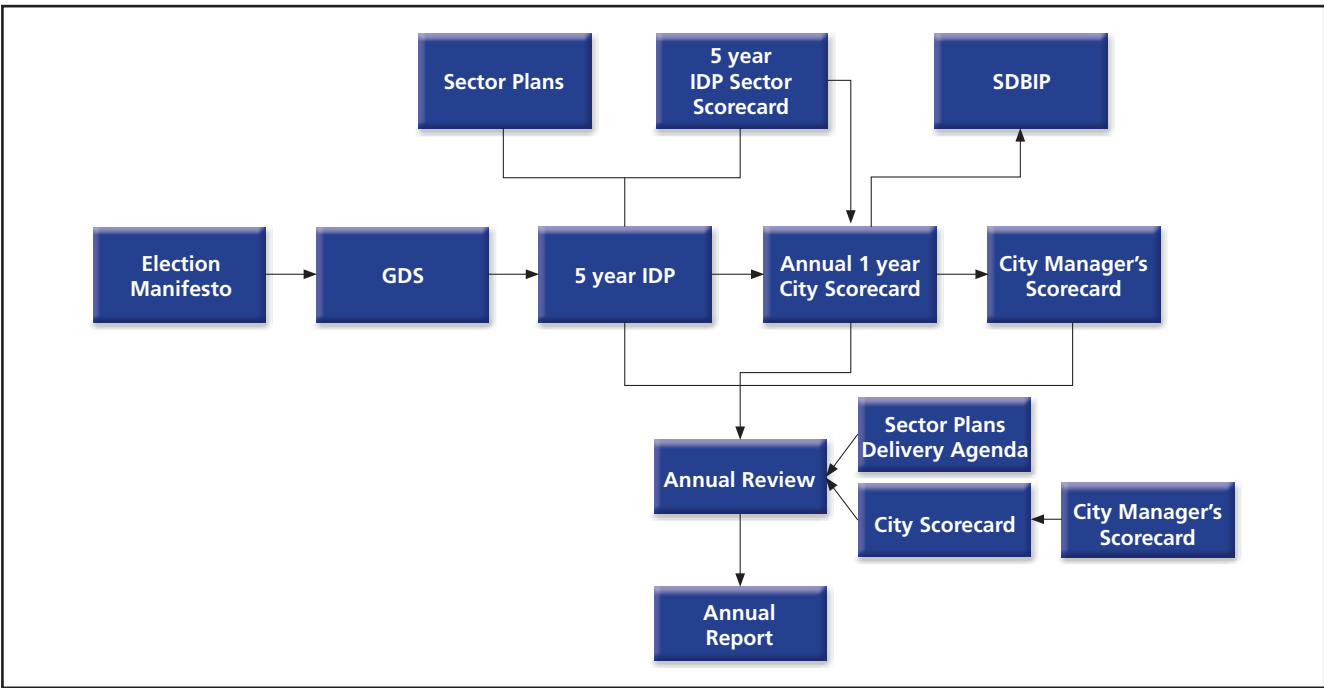 Sector Plans
5 year
IDP Sector
Scorecard
SDBIP
Election
Manifesto
GDS
5 year IDP
Annual 1 year
City Scorecard
City Manager’s
Scorecard
Sector Plans
Delivery Agenda
Annual Review
City Scorecard
City Manager’s
Scorecard
Annual
Report